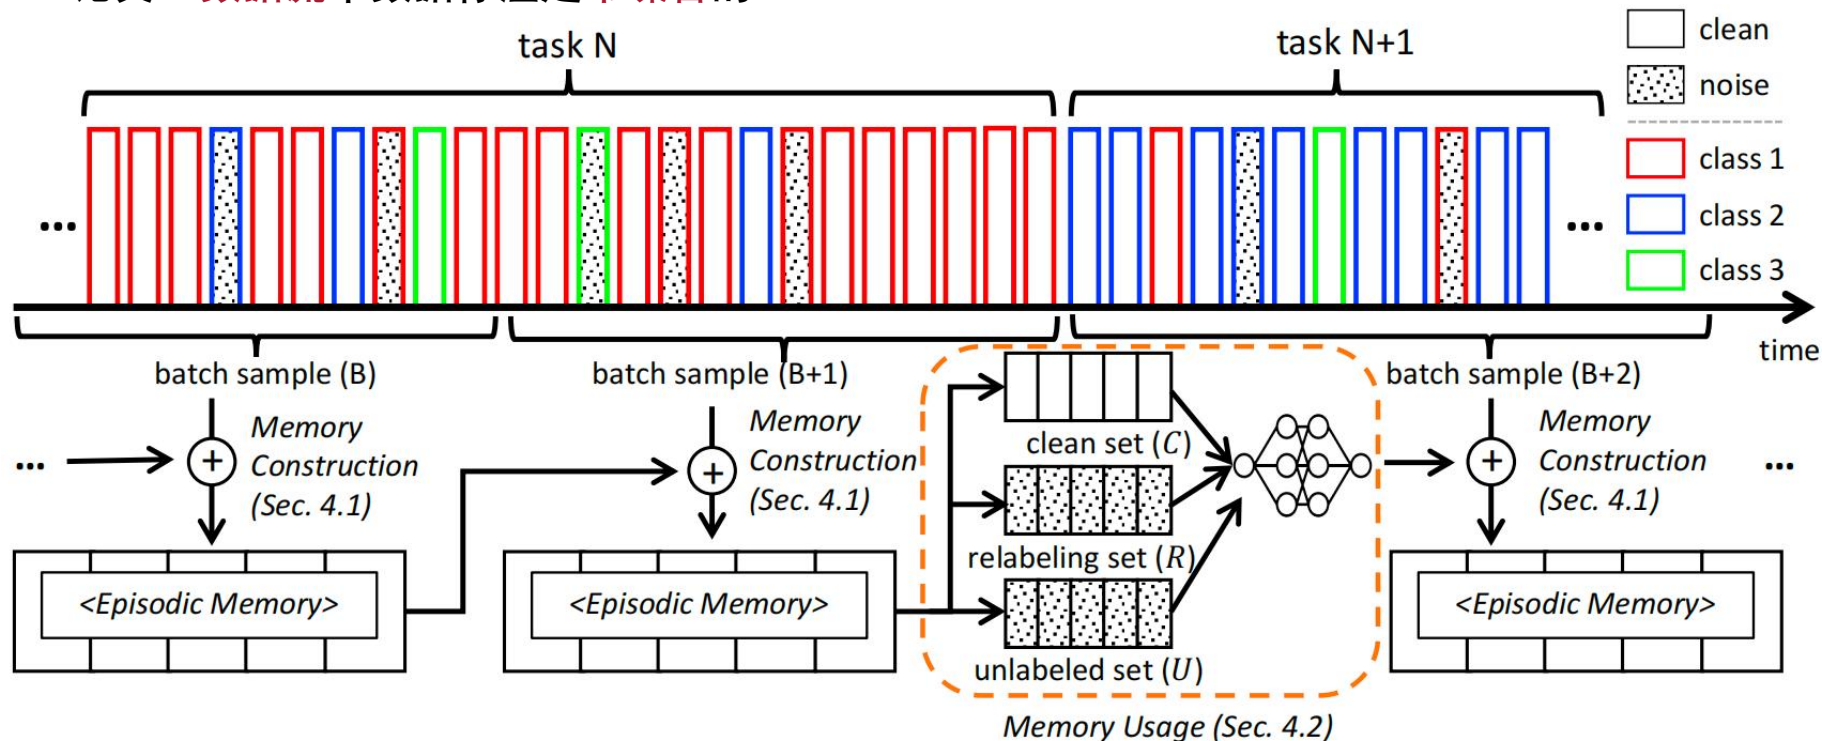 task N
task N+1
clean
noise
class 1
class 2
class 3
...
...
time
batch sample (B)
batch sample (B+1)
batch sample (B+2)
...
+
Memory
Construction
(Sec. 4.1)
+
Memory
Construction
(Sec. 4.1)
clean set (C)
relabeling set (R)
unlabeled set (U)
+
Memory
Construction
(Sec. 4.1)
...
<Episodic Memory>
<Episodic Memory>
<Episodic Memory>
Memory Usage (Sec. 4.2)